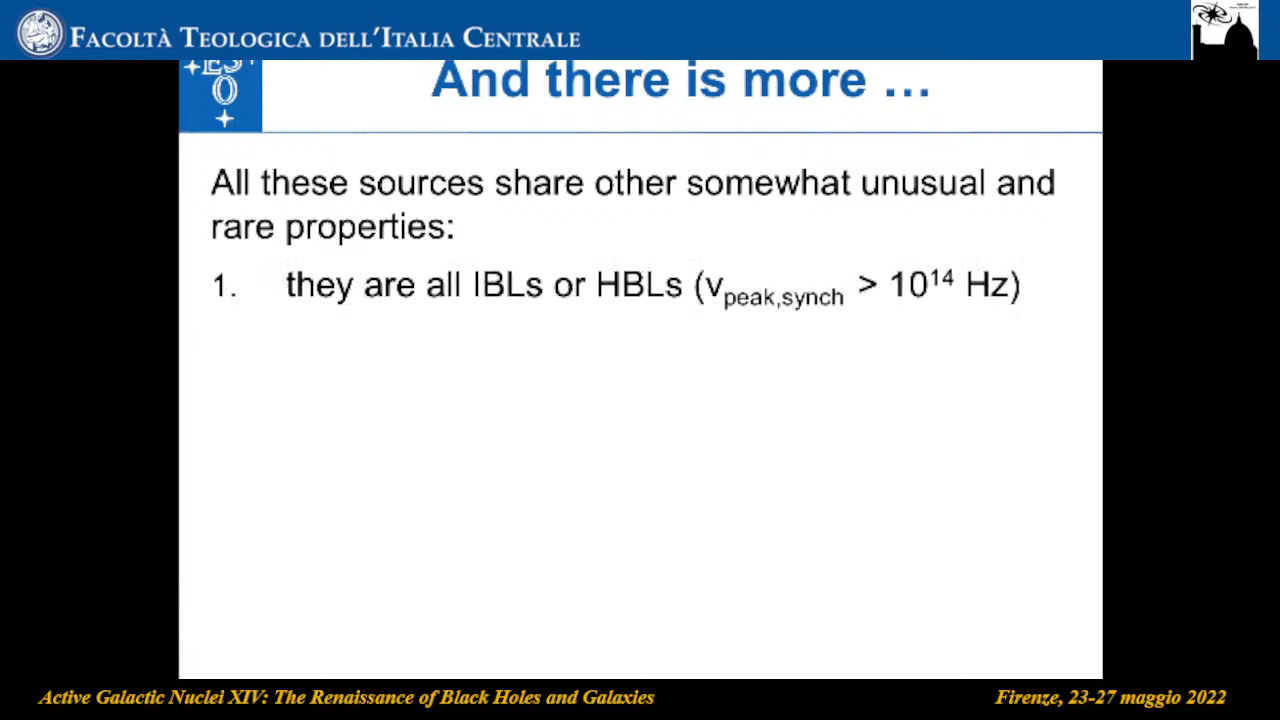 FACOLTÀ TEOLOGICA DELL'ITALIA CENTRALE
ES
O
And there is more …
All these sources share other somewhat unusual and
rare properties:
1. they are all IBLs or HBLs (νpeak,synch > 10¹⁴ Hz)
Active Galactic Nuclei XIV: The Renaissance of Black Holes and Galaxies
Firenze, 23-27 maggio 2022